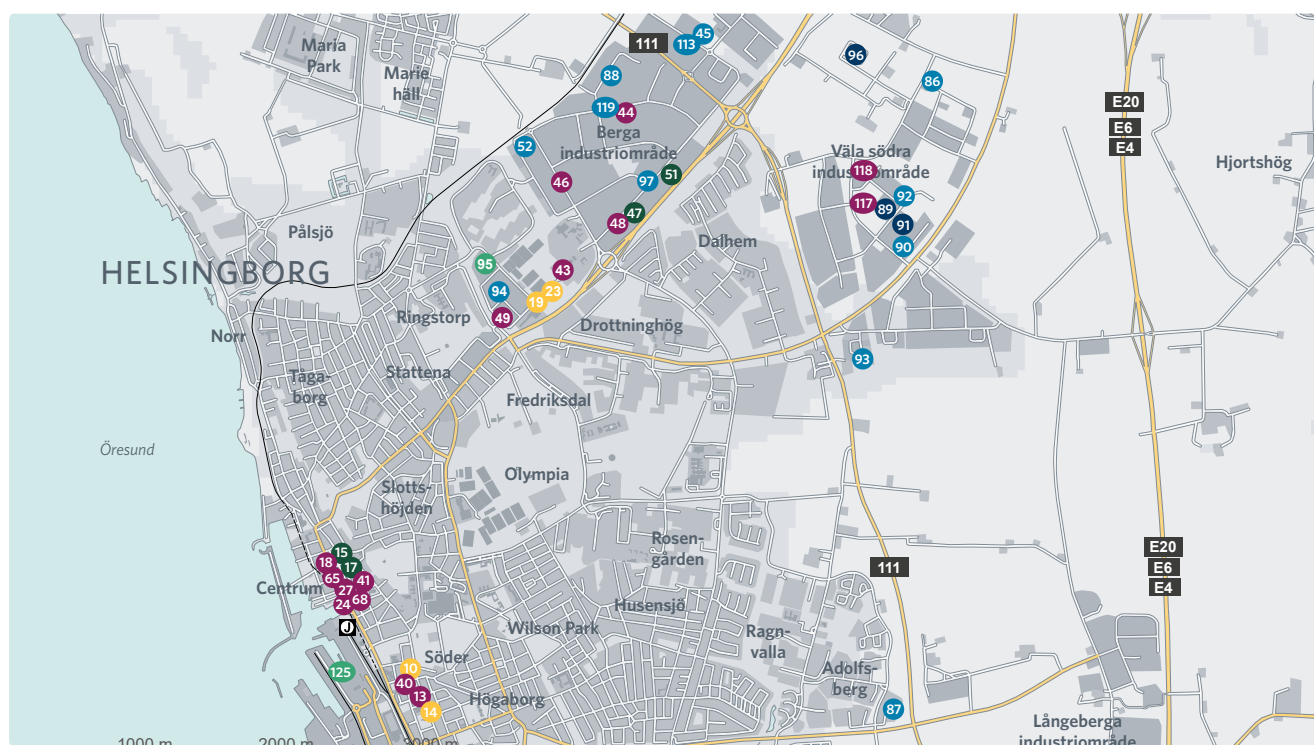 45
113
111
Maria
Park
96
Marie
häll
88
86
E20
119
44
E6
Berga
industriområde
52
E4
Väla södra
industriområde
118
Hjortshög
51
97
46
92
117
89
47
48
91
Pålsjö
Dalhem
90
95
43
HELSINGBORG
94
23
19
Ringstorp
49
Drottninghög
Norr
93
Stattena
Tåga-
borg
Fredriksdal
Öresund
Olympia
Slotts-
höjden
Rosen-
gården
15
E20
18
17
111
E6
65
41
Centrum
27
E4
68
24
Husensjö
J
Wilson Park
Ragn-
valla
Söder
10
125
Adolfs-
berg
40
13
Högaborg
14
87
Långeberga
industriområde
1000 m
2000 m
3000 m